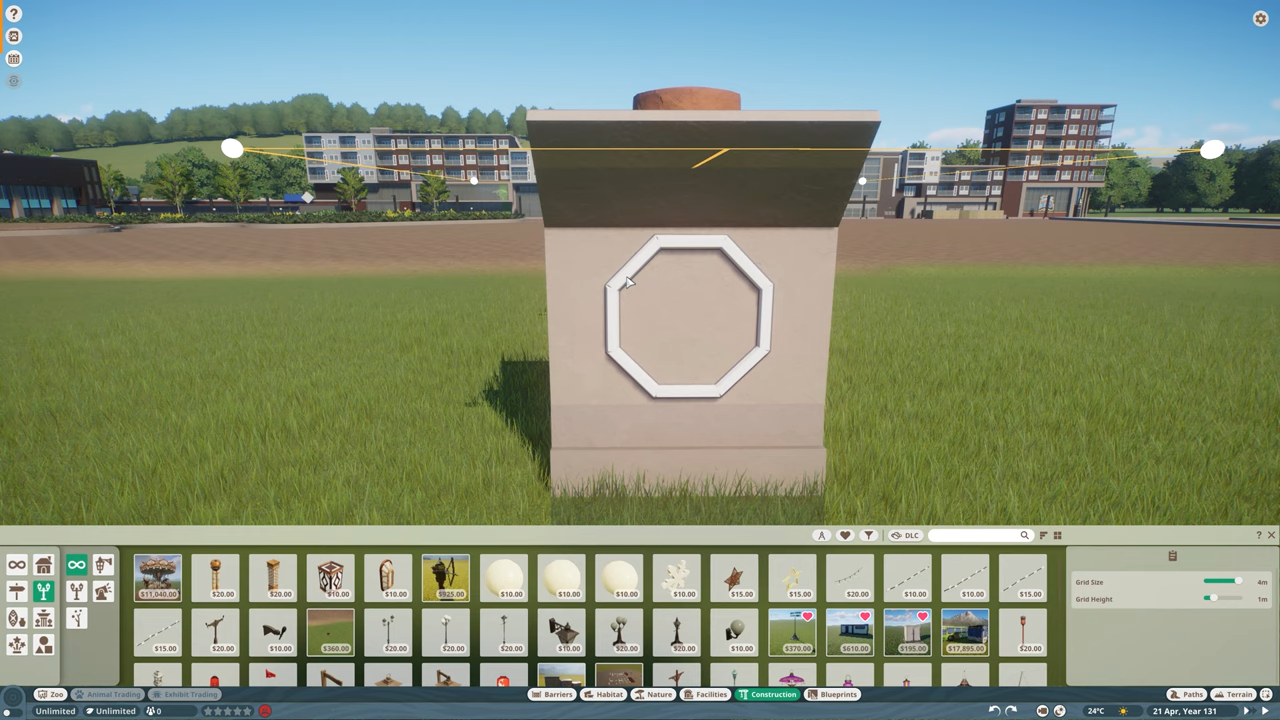 ?
DLC
? ×
$11,040.00 $20.00 $20.00 $10.00 $10.00 $925.00 $10.00 $10.00 $10.00 $10.00 $15.00 $15.00 $20.00 $10.00 $10.00 $15.00
Grid Size 4m
Grid Height 1m
$15.00 $20.00 $10.00 $360.00 $20.00 $20.00 $20.00 $10.00 $20.00 $20.00 $10.00 $370.00 $610.00 $195.00 $17,895.00 $20.00
Zoo Animal Trading Exhibit Trading Barriers Habitat Nature Facilities Construction Blueprints Paths Terrain
Unlimited Unlimited 0 24°C 21 Apr, Year 131